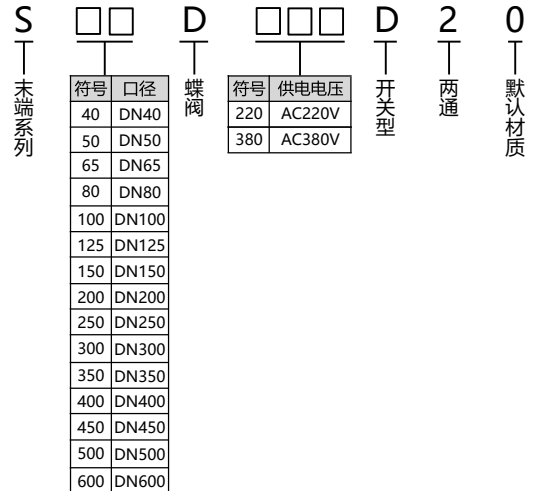 S □□ D □□□ D 2 0
末端系列
符号 口径
40 DN40
50 DN50
65 DN65
80 DN80
100 DN100
125 DN125
150 DN150
200 DN200
250 DN250
300 DN300
350 DN350
400 DN400
450 DN450
500 DN500
600 DN600
蝶阀
符号 供电电压
220 AC220V
380 AC380V
开关型
两通
默认材质